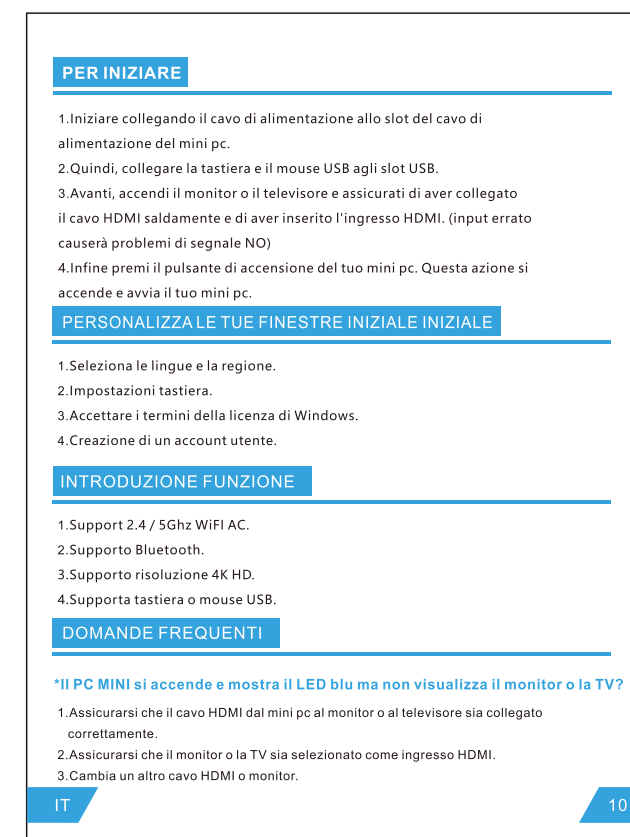 PER INIZIARE
1.Iniziare collegando il cavo di alimentazione allo slot del cavo di
alimentazione del mini pc.
2.Quindi, collegare la tastiera e il mouse USB agli slot USB.
3.Avanti, accendi il monitor o il televisore e assicurati di aver collegato
il cavo HDMI saldamente e di aver inserito l'ingresso HDMI. (input errato
causerà problemi di segnale NO)
4.Infine premi il pulsante di accensione del tuo mini pc. Questa azione si
accende e avvia il tuo mini pc.
PERSONALIZZA LE TUE FINESTRE INIZIALE INIZIALE
1.Seleziona le lingue e la regione.
2.Impostazioni tastiera.
3.Accettare i termini della licenza di Windows.
4.Creazione di un account utente.
INTRODUZIONE FUNZIONE
1.Support 2.4 / 5Ghz WiFI AC.
2.Supporto Bluetooth.
3.Supporto risoluzione 4K HD.
4.Supporta tastiera o mouse USB.
DOMANDE FREQUENTI
*Il PC MINI si accende e mostra il LED blu ma non visualizza il monitor o la TV?
1.Assicurarsi che il cavo HDMI dal mini pc al monitor o al televisore sia collegato
correttamente.
2.Assicurarsi che il monitor o la TV sia selezionato come ingresso HDMI.
3.Cambia un altro cavo HDMI o monitor.
IT
10